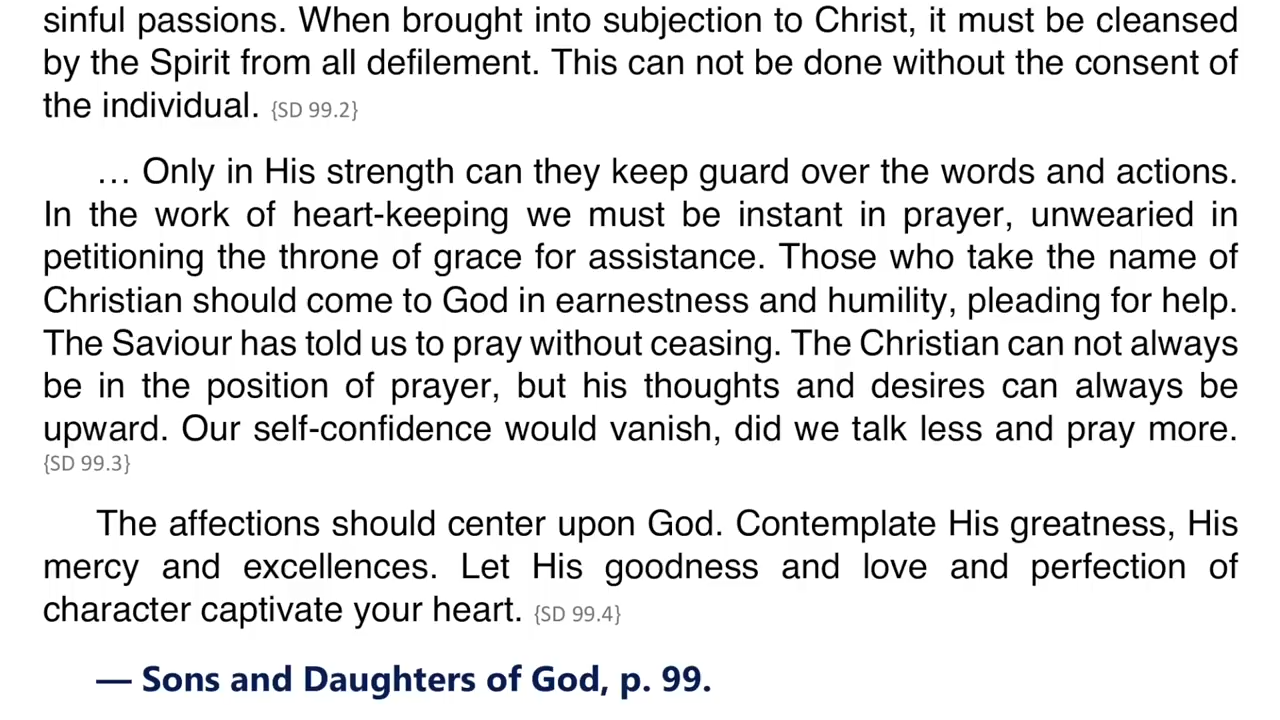 sinful passions. When brought into subjection to Christ, it must be cleansed
by the Spirit from all defilement. This can not be done without the consent of
the individual. {SD 99.2}
… Only in His strength can they keep guard over the words and actions.
In the work of heart-keeping we must be instant in prayer, unwearied in
petitioning the throne of grace for assistance. Those who take the name of
Christian should come to God in earnestness and humility, pleading for help.
The Saviour has told us to pray without ceasing. The Christian can not always
be in the position of prayer, but his thoughts and desires can always be
upward. Our self-confidence would vanish, did we talk less and pray more.
{SD 99.3}
The affections should center upon God. Contemplate His greatness, His
mercy and excellences. Let His goodness and love and perfection of
character captivate your heart. {SD 99.4}
— Sons and Daughters of God, p. 99.